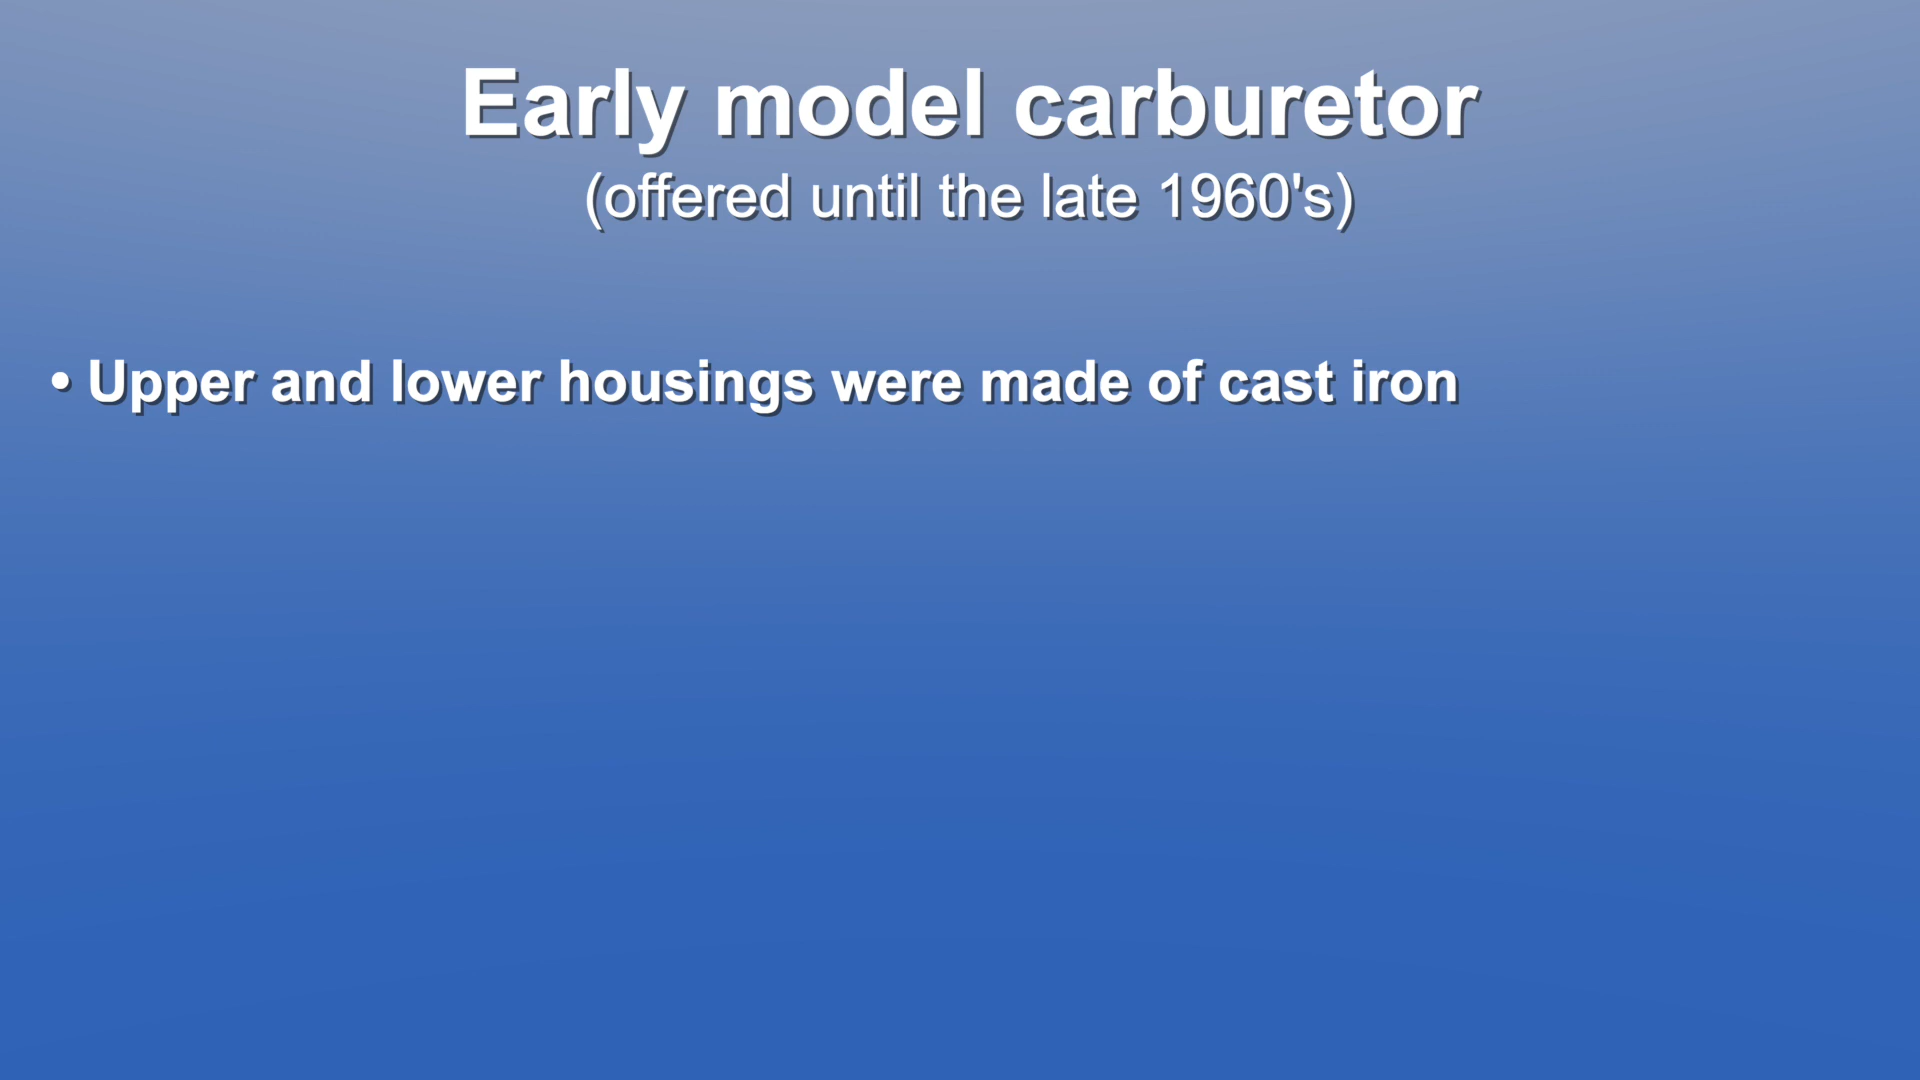 Early model carburetor
(offered until the late 1960's)
• Upper and lower housings were made of cast iron